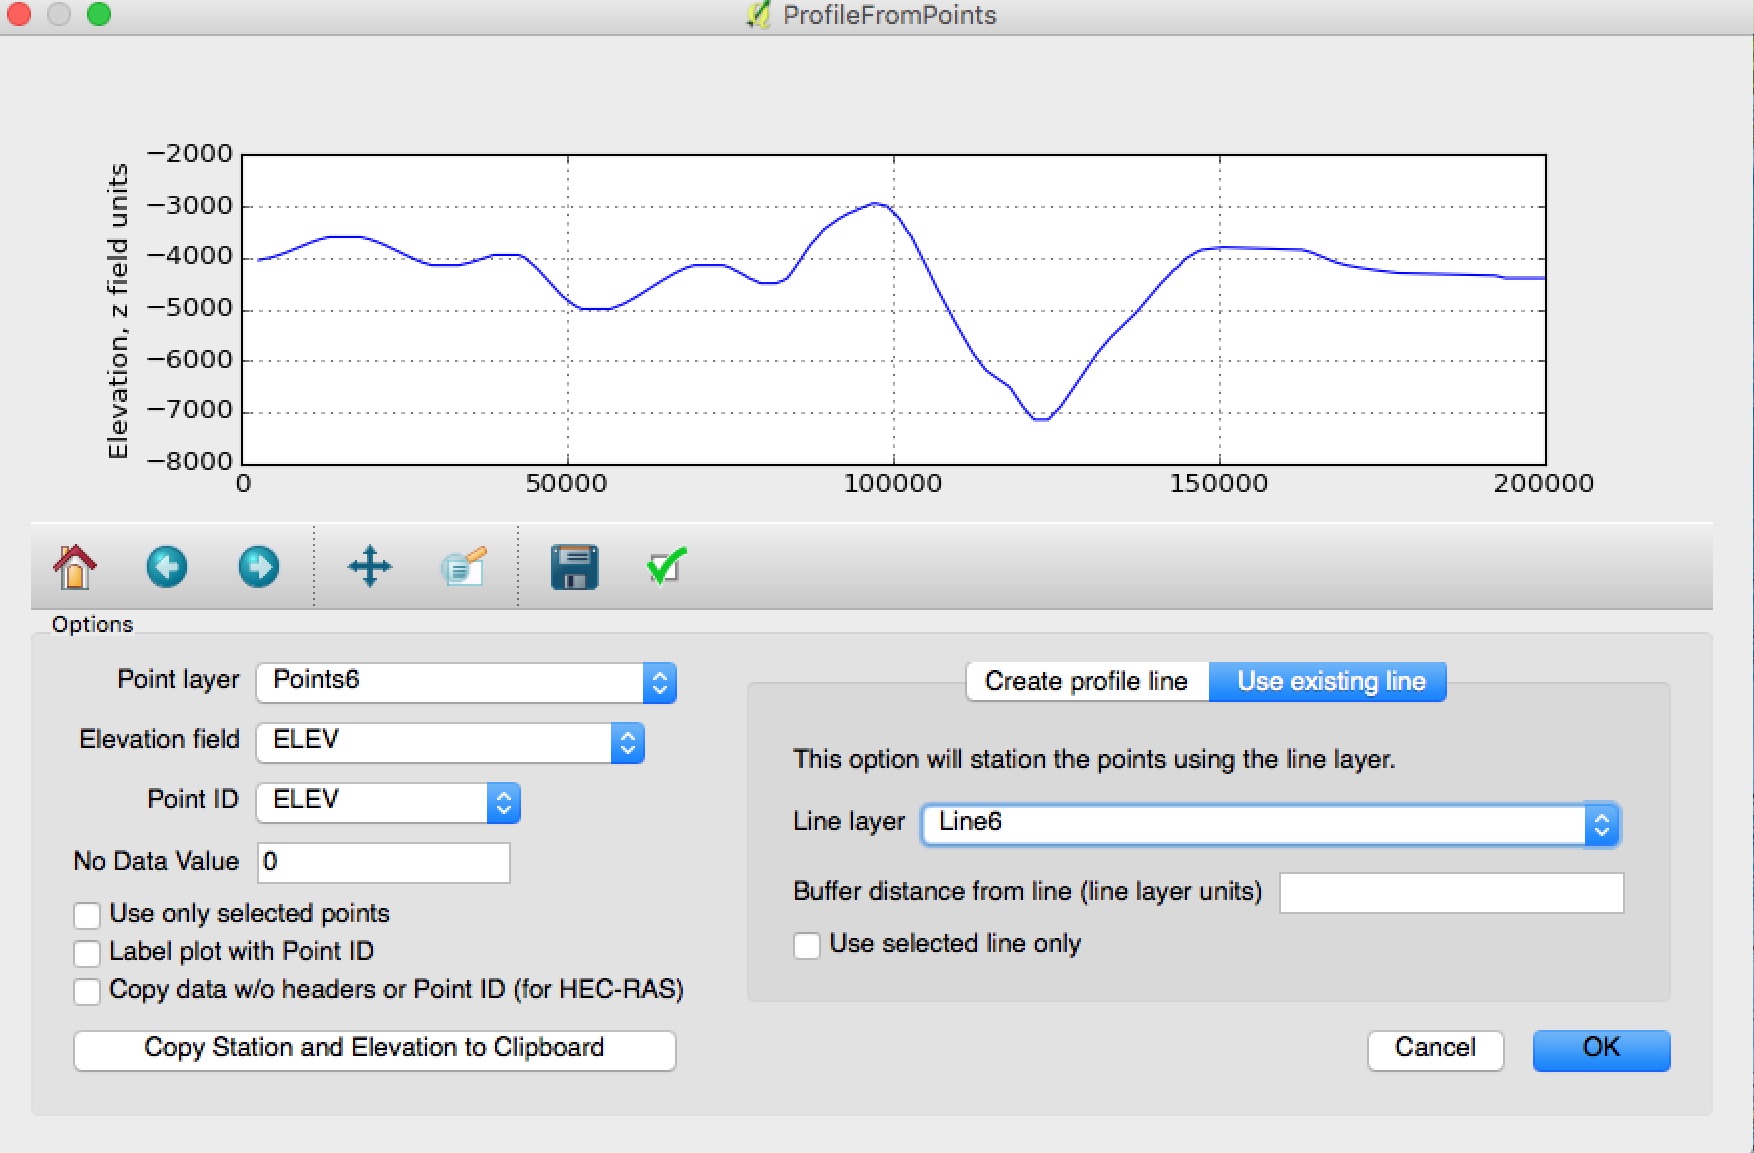 ProfileFromPoints
Elevation, z field units
−2000
−3000
−4000
−5000
−6000
−7000
−8000
0 50000 100000 150000 200000
Options
Point layer Points6
Elevation field ELEV
Point ID ELEV
No Data Value 0
Use only selected points
Label plot with Point ID
Copy data w/o headers or Point ID (for HEC-RAS)
Copy Station and Elevation to Clipboard
Create profile line Use existing line
This option will station the points using the line layer.
Line layer Line6
Buffer distance from line (line layer units)
Use selected line only
Cancel OK